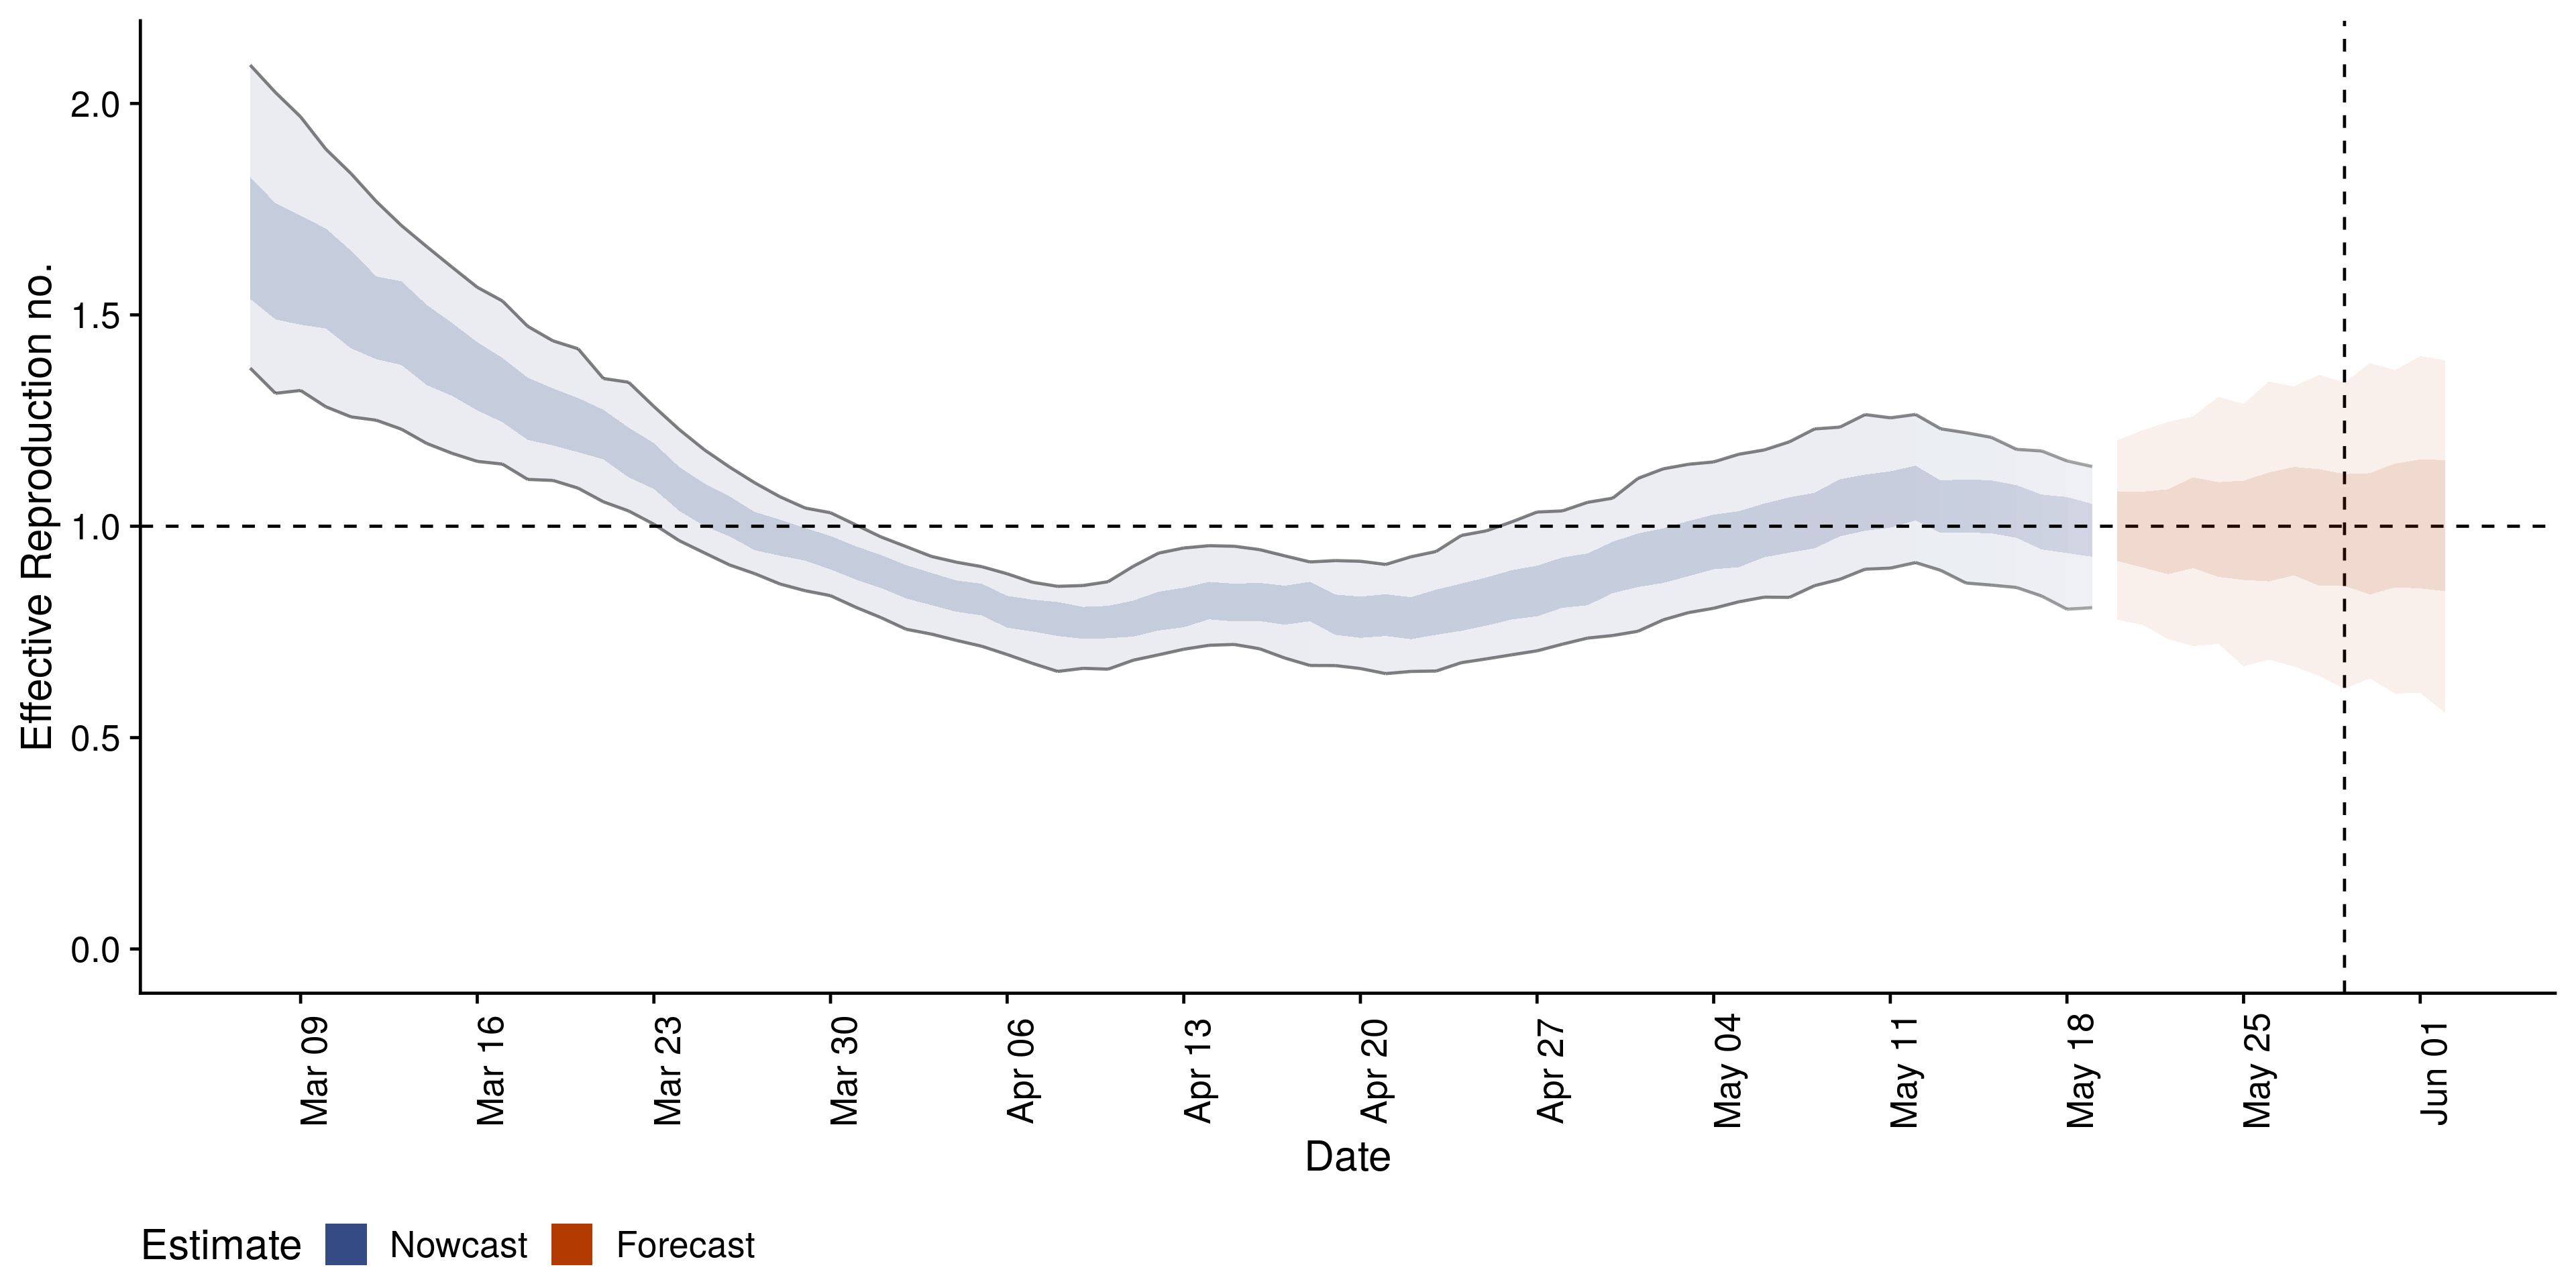 Effective Reproduction no.
2.0
1.5
1.0
0.5
0.0
Mar 09
Mar 16
Mar 23
Mar 30
Apr 06
Apr 13
Apr 20
Apr 27
May 04
May 11
May 18
May 25
Jun 01
Date
Estimate Nowcast Forecast